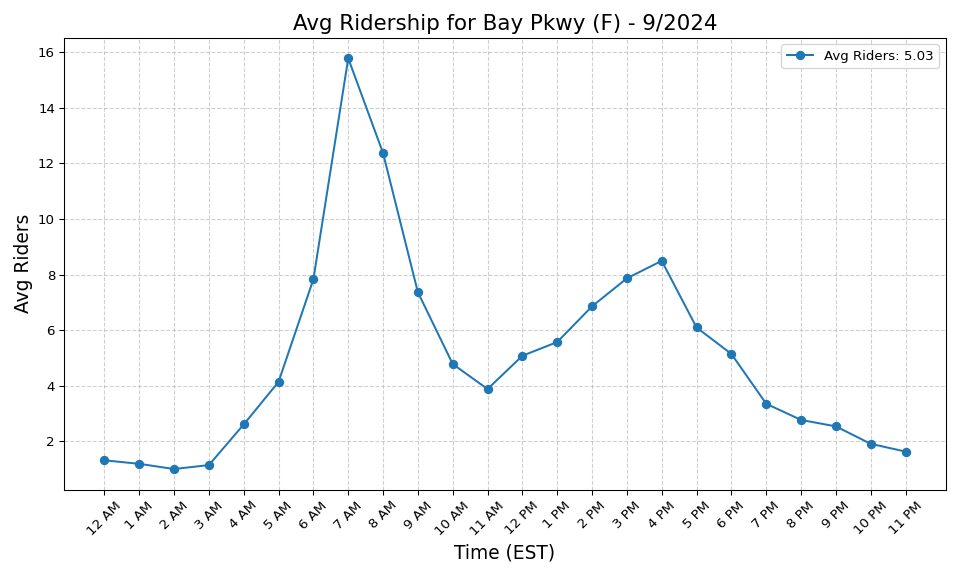 Avg Ridership for Bay Pkwy (F) - 9/2024
Avg Riders: 5.03
Avg Riders
16
14
12
10
8
6
4
2
12 AM
1 AM
2 AM
3 AM
4 AM
5 AM
6 AM
7 AM
8 AM
9 AM
10 AM
11 AM
12 PM
1 PM
2 PM
3 PM
4 PM
5 PM
6 PM
7 PM
8 PM
9 PM
10 PM
11 PM
Time (EST)